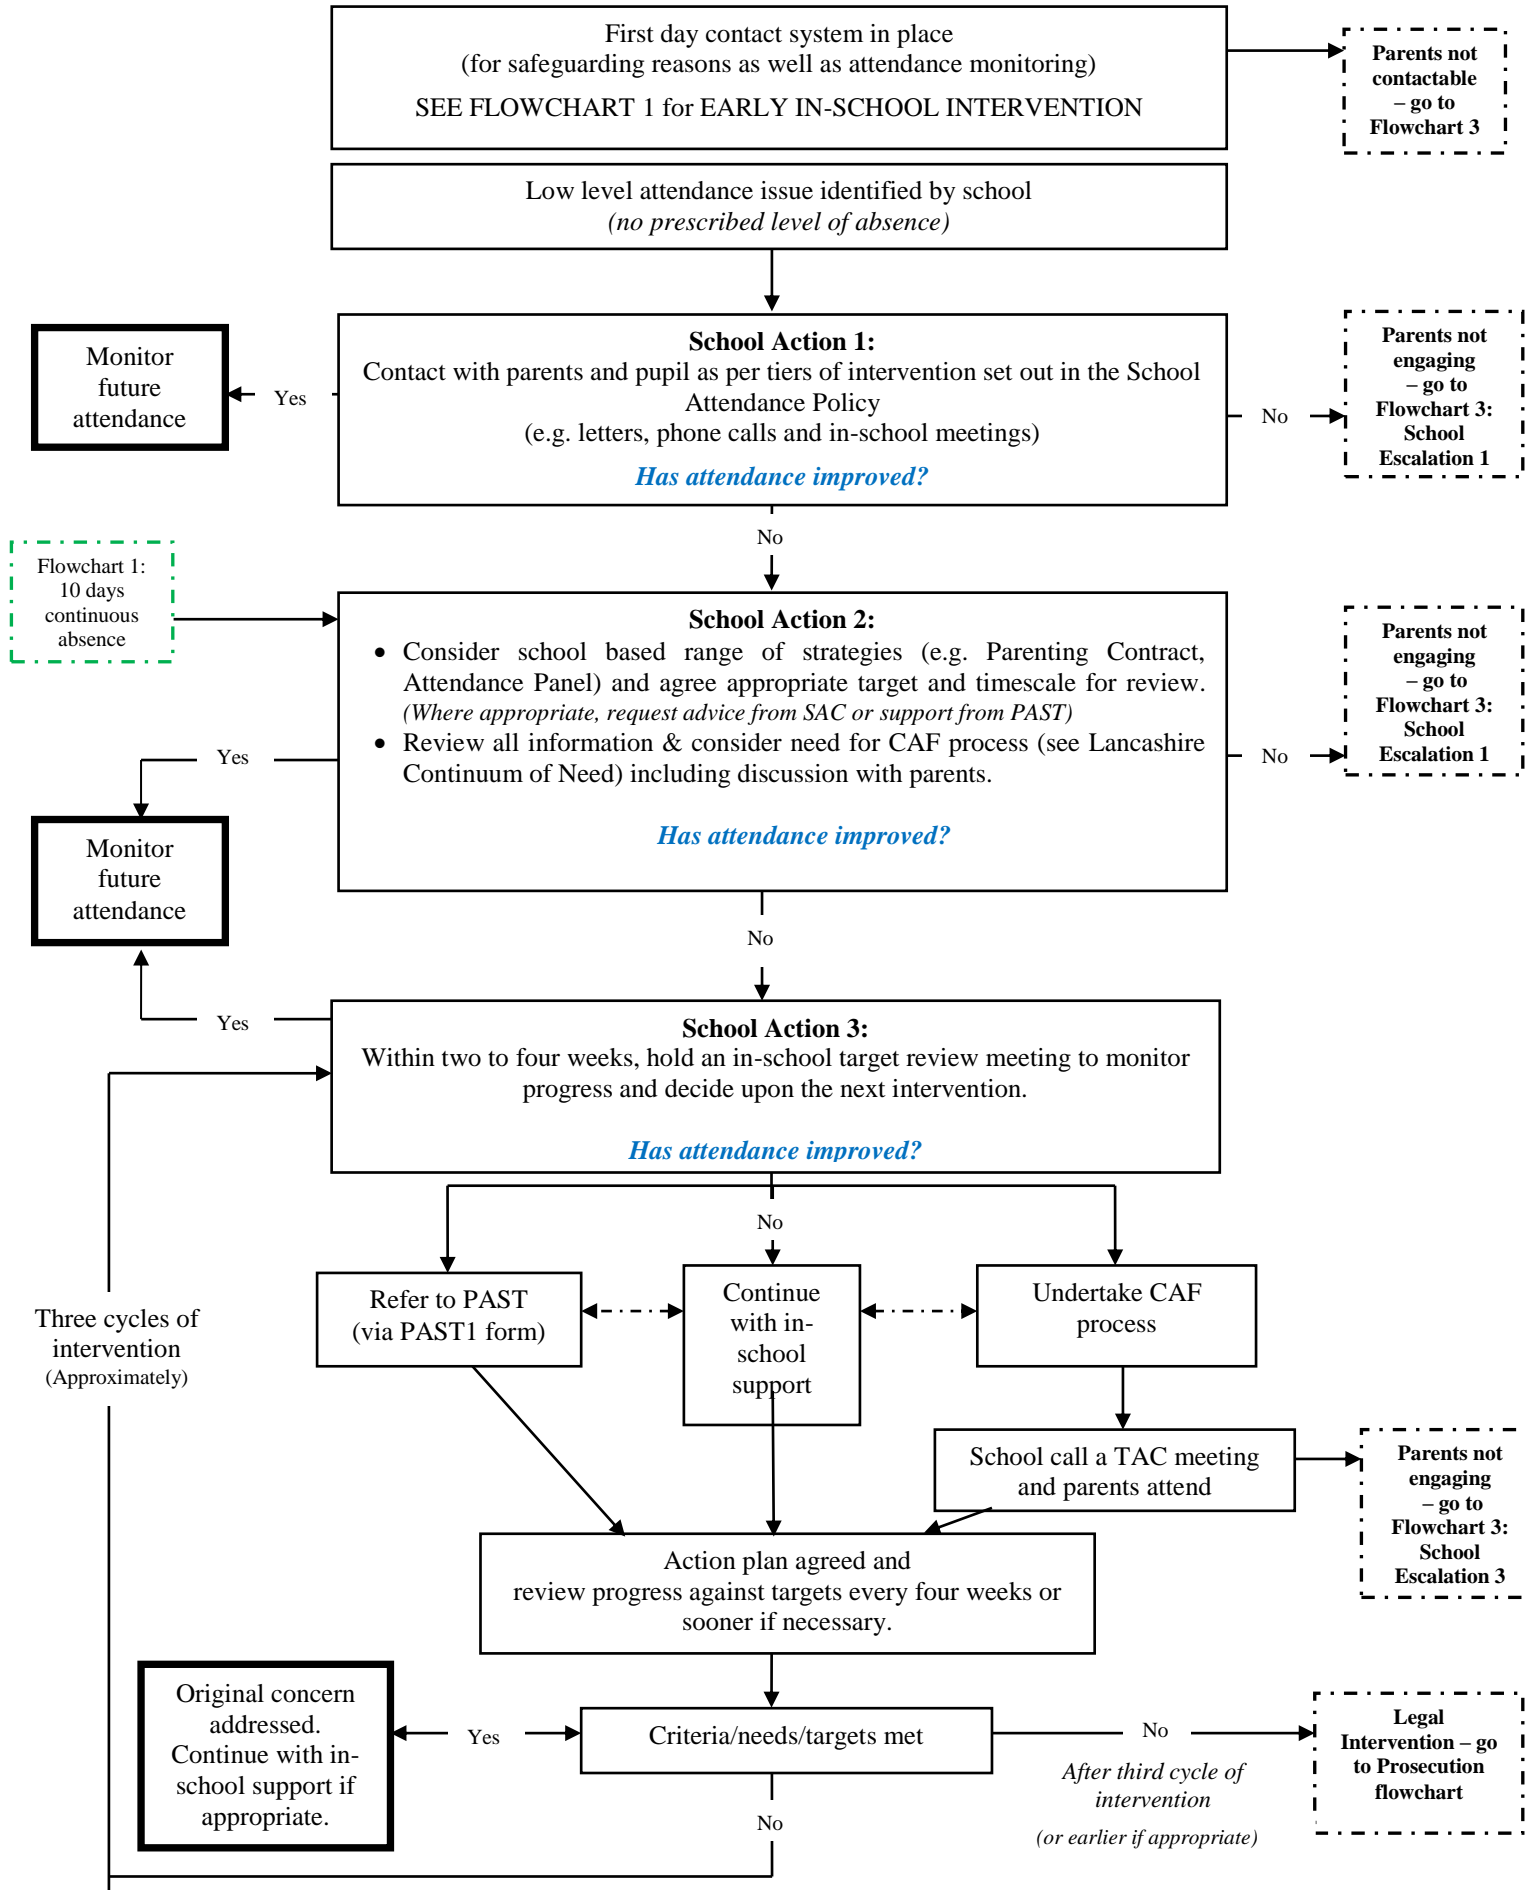 First day contact system in place
(for safeguarding reasons as well as attendance monitoring)
SEE FLOWCHART 1 for EARLY IN-SCHOOL INTERVENTION
Parents not
contactable
– go to
Flowchart 3
Low level attendance issue identified by school
(no prescribed level of absence)
Monitor
future
attendance
Yes
School Action 1:
Contact with parents and pupil as per tiers of intervention set out in the School
Attendance Policy
(e.g. letters, phone calls and in-school meetings)
Has attendance improved?
No
Parents not
engaging
– go to
Flowchart 3:
School
Escalation 1
No
Flowchart 1:
10 days
continuous
absence
School Action 2:
• Consider school based range of strategies (e.g. Parenting Contract,
Attendance Panel) and agree appropriate target and timescale for review.
(Where appropriate, request advice from SAC or support from PAST)
• Review all information & consider need for CAF process (see Lancashire
Continuum of Need) including discussion with parents.
Has attendance improved?
Yes
No
Parents not
engaging
– go to
Flowchart 3:
School
Escalation 1
Monitor
future
attendance
No
Yes
School Action 3:
Within two to four weeks, hold an in-school target review meeting to monitor
progress and decide upon the next intervention.
Has attendance improved?
No
Three cycles of
intervention
(Approximately)
Refer to PAST
(via PAST1 form)
Continue
with in-
school
support
Undertake CAF
process
School call a TAC meeting
and parents attend
Parents not
engaging
– go to
Flowchart 3:
School
Escalation 3
Action plan agreed and
review progress against targets every four weeks or
sooner if necessary.
Original concern
addressed.
Continue with in-
school support if
appropriate.
Yes
Criteria/needs/targets met
No
After third cycle of
intervention
(or earlier if appropriate)
Legal
Intervention – go
to Prosecution
flowchart
No